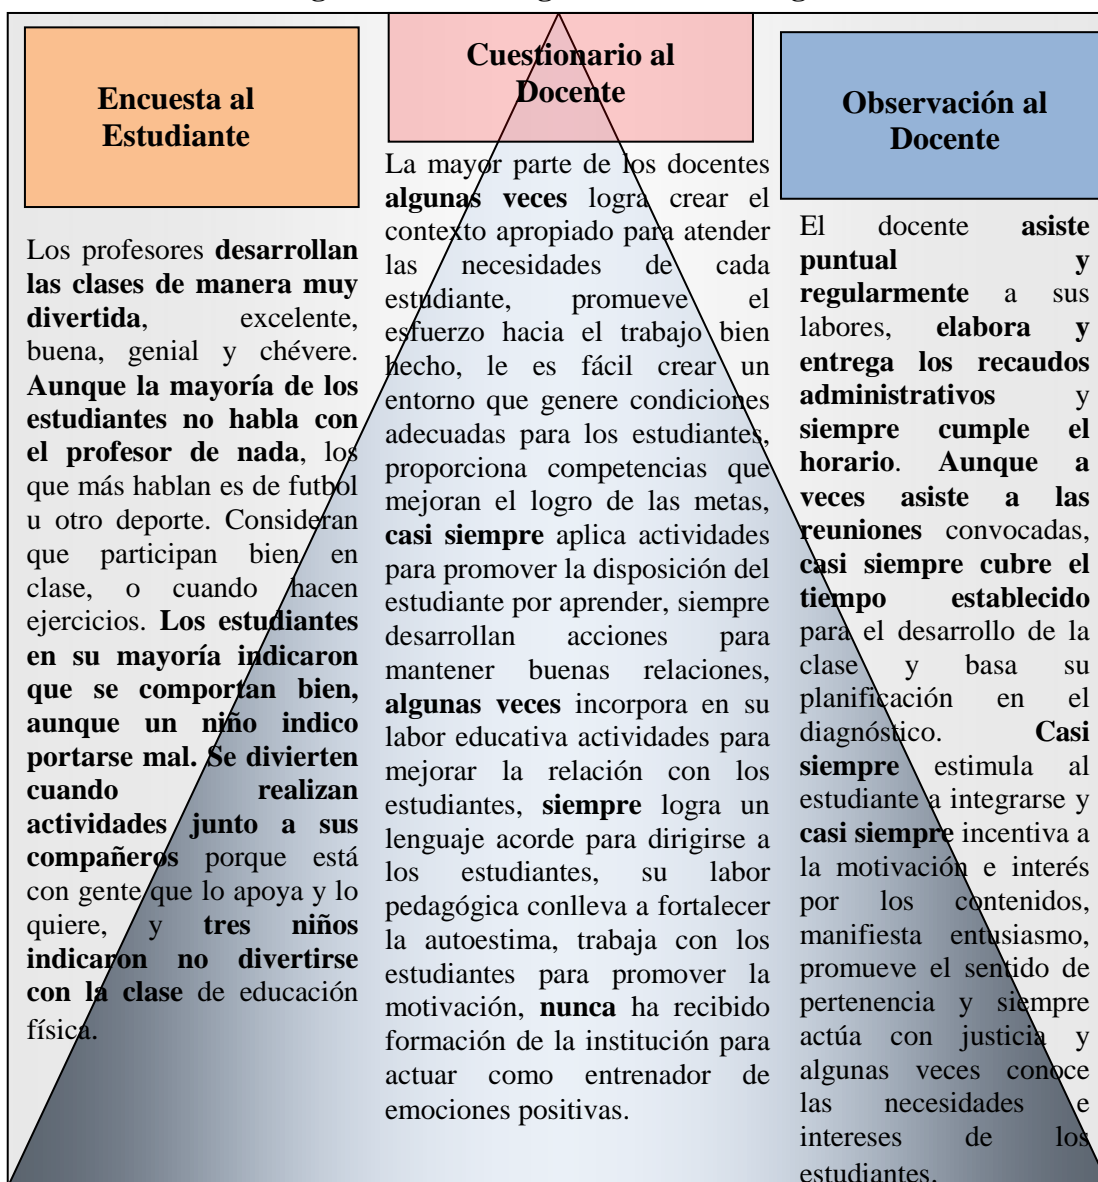 Encuesta al
Estudiante
Los profesores desarrollan
las clases de manera muy
divertida, excelente,
buena, genial y chévere.
Aunque la mayoría de los
estudiantes no habla con
el profesor de nada, los
que más hablan es de futbol
u otro deporte. Consideran
que participan bien en
clase, o cuando hacen
ejercicios. Los estudiantes
en su mayoría indicaron
que se comportan bien,
aunque un niño indico
portarse mal. Se divierten
cuando realizan
actividades junto a sus
compañeros porque está
con gente que lo apoya y lo
quiere, y tres niños
indicaron no divertirse
con la clase de educación
física.
Cuestionario al
Docente
La mayor parte de los docentes
algunas veces logra crear el
contexto apropiado para atender
las necesidades de cada
estudiante, promueve el
esfuerzo hacia el trabajo bien
hecho, le es fácil crear un
entorno que genere condiciones
adecuadas para los estudiantes,
proporciona competencias que
mejoran el logro de las metas,
casi siempre aplica actividades
para promover la disposición del
estudiante por aprender, siempre
desarrollan acciones para
mantener buenas relaciones,
algunas veces incorpora en su
labor educativa actividades para
mejorar la relación con los
estudiantes, siempre logra un
lenguaje acorde para dirigirse a
los estudiantes, su labor
pedagógica conlleva a fortalecer
la autoestima, trabaja con los
estudiantes para promover la
motivación, nunca ha recibido
formación de la institución para
actuar como entrenador de
emociones positivas.
Observación al
Docente
El docente asiste
puntual y
regularmente a sus
labores, elabora y
entrega los recaudos
administrativos y
siempre cumple el
horario. Aunque a
veces asiste a las
reuniones convocadas,
casi siempre cubre el
tiempo establecido
para el desarrollo de la
clase y basa su
planificación en el
diagnóstico. Casi
siempre estimula al
estudiante a integrarse y
casi siempre incentiva a
la motivación e interés
por los contenidos,
manifiesta entusiasmo,
promueve el sentido de
pertenencia y siempre
actúa con justicia y
algunas veces conoce
las necesidades e
intereses de los
estudiantes.